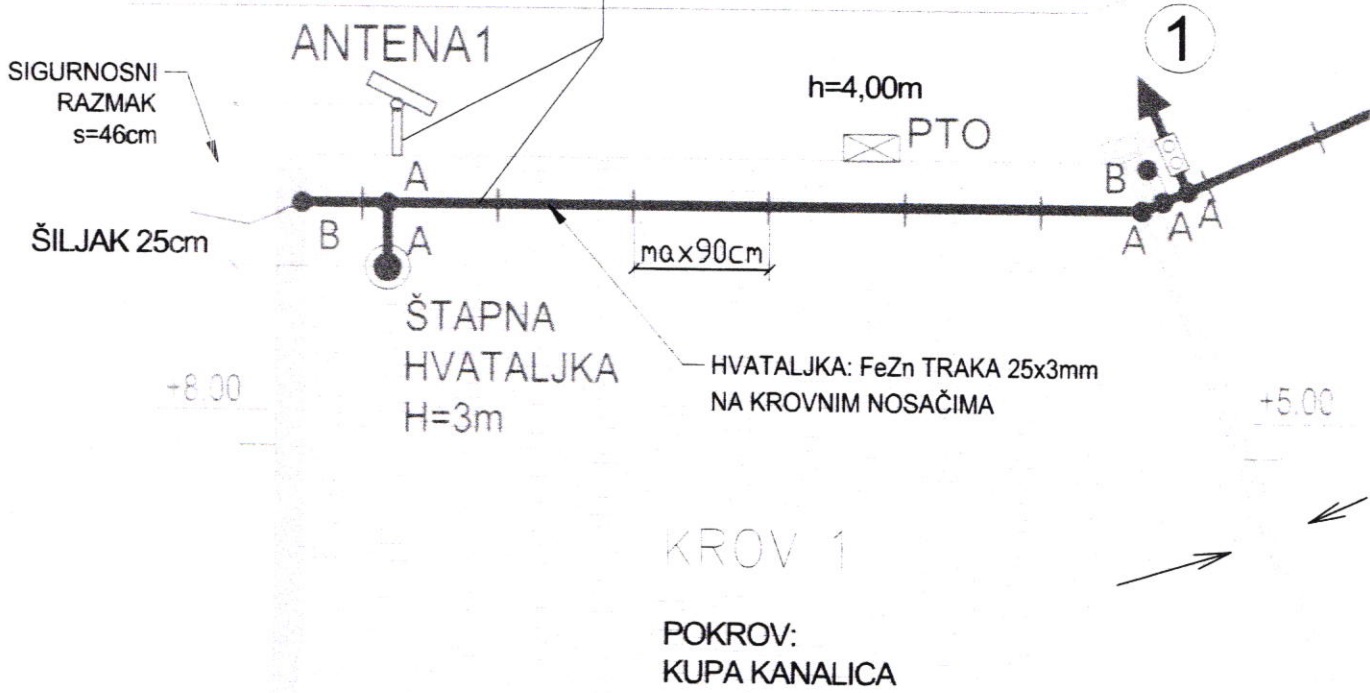 ANTENA1
1
SIGURNOSNI
RAZMAK
s=46cm
h=4,00m
PTO
A
B
B
A
ŠILJAK 25cm
A
A
A
max90cm
ŠTAPNA
HVATALJKA
H=3m
HVATALJKA: FeZn TRAKA 25x3mm
NA KROVNIM NOSAČIMA
+8.00
+5.00
KROV 1
POKROV:
KUPA KANALICA